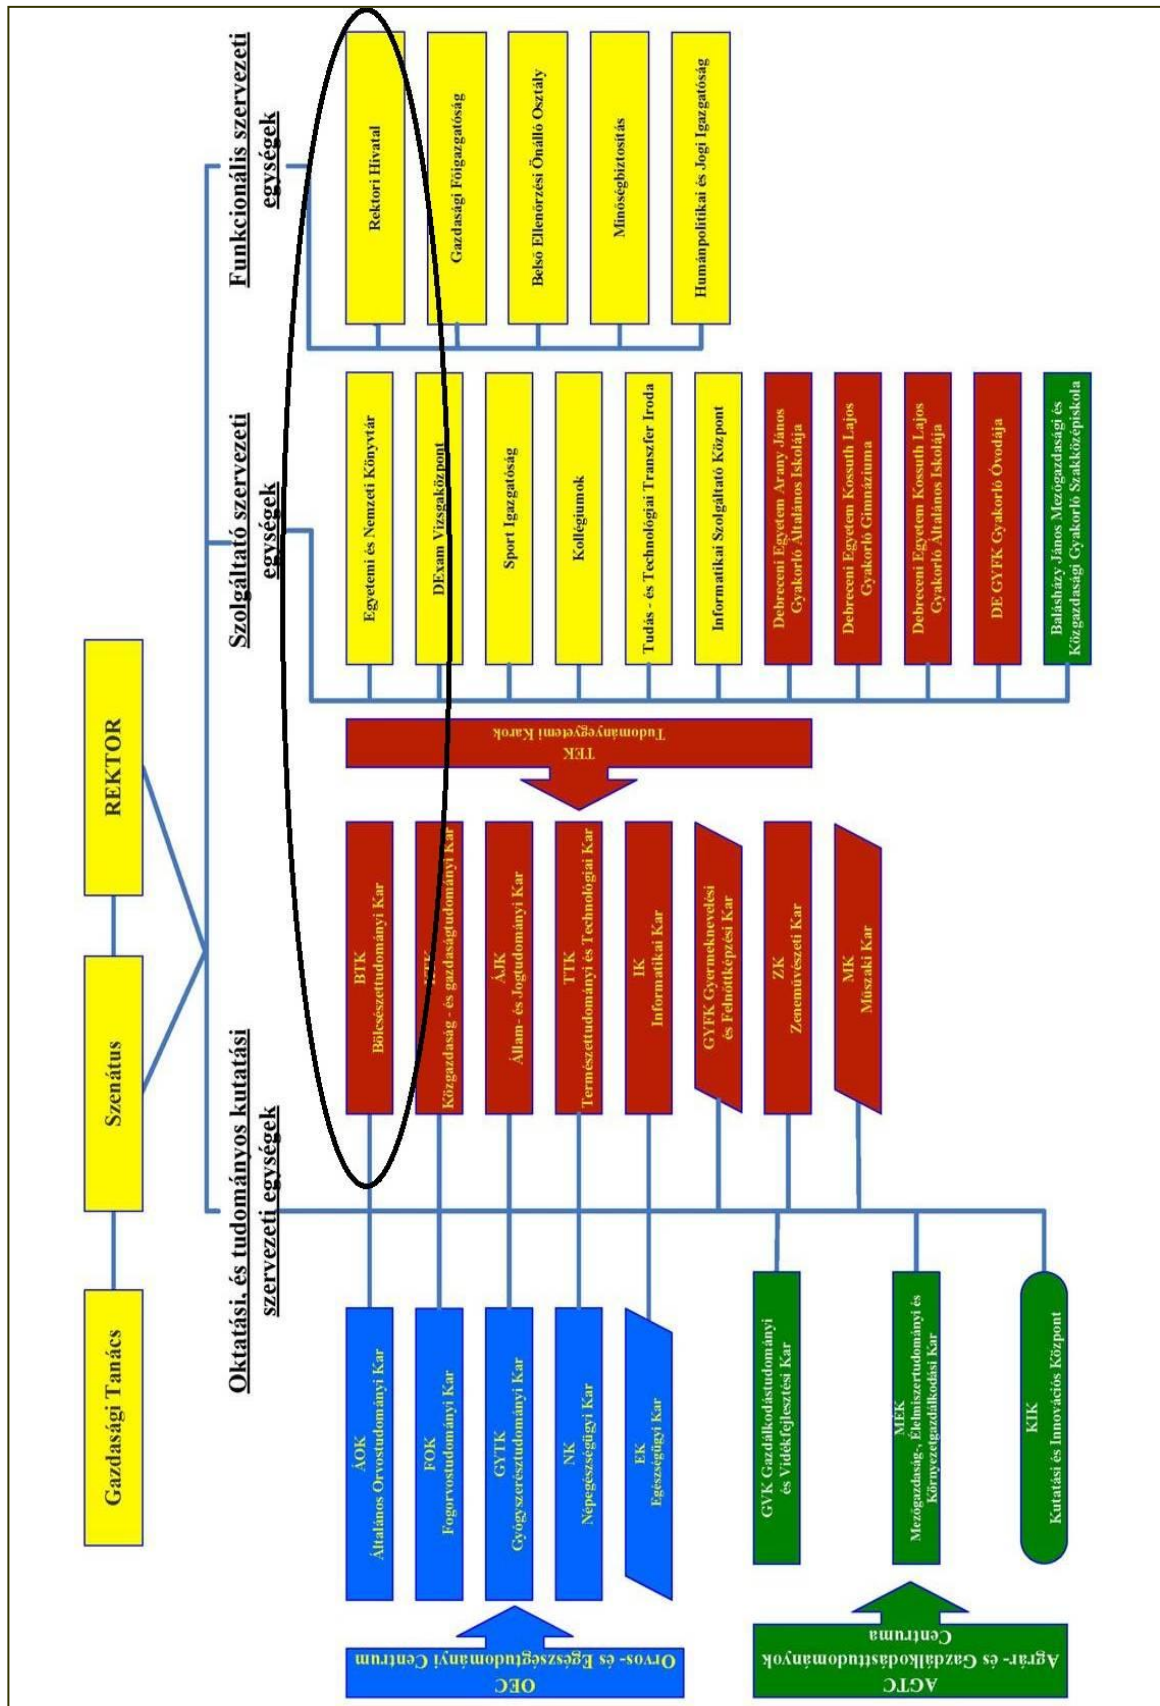 Gazdasági Tanács
Szenátus
REKTOR
Oktatási, és tudományos kutatási
szervezeti egységek
Szolgáltató szervezeti
egységek
Funkcionális szervezeti
egységek
OEC
Orvos- és Egészségtudományi Centrum
ÁOK
Általános Orvostudományi Kar
FOK
Fogorvostudományi Kar
GYTK
Gyógyszerésztudományi Kar
NK
Népegészségügyi Kar
EK
Egészségügyi Kar
AGTC
Agrár- és Gazdálkodásttudományok
Centruma
GVK Gazdálkodástudományi
és Vidékfejlesztési Kar
MÉK
Mezőgazdaság-, Élelmiszertudományi és
Környezetgazdálkodási Kar
KIK
Kutatási és Innovációs Központ
BTK
Bölcsészettudományi Kar
Közgazdaság - és gazdaságtudományi Kar
ÁJK
Állam- és Jogtudományi Kar
TTK
Természettudományi és Technológiai Kar
IK
Informatikai Kar
GYFK Gyermeknevelési
és Felnőttképzési Kar
ZK
Zeneművészeti Kar
MK
Műszaki Kar
TEK
Tudományegyetemi Karok
Egyetemi és Nemzeti Könyvtár
DExam Vizsgaközpont
Sport Igazgatóság
Kollégiumok
Tudás - és Technológiai Transzfer Iroda
Informatikai Szolgáltató Központ
Debreceni Egyetem Arany János
Gyakorló Általános Iskolája
Debreceni Egyetem Kossuth Lajos
Gyakorló Gimnáziuma
Debreceni Egyetem Kossuth Lajos
Gyakorló Általános Iskolája
DE GYFK Gyakorló Óvodája
Balásházy János Mezőgazdasági és
Közgazdasági Gyakorló Szakközépiskola
Rektori Hivatal
Gazdasági Főigazgatóság
Belső Ellenőrzési Önálló Osztály
Minőségbiztosítás
Humánpolitikai és Jogi Igazgatóság